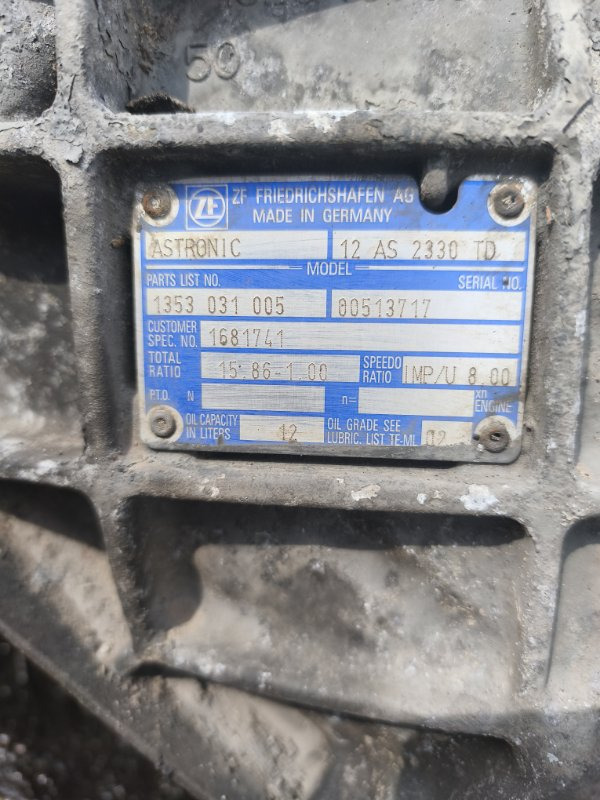 50
ZF
ZF FRIEDRICHSHAFEN AG
MADE IN GERMANY
ASTRONIC 12 AS 2330 TD
MODEL
PARTS LIST NO. SERIAL NO.
1353 031 005 80513717
CUSTOMER SPEC. NO. 1681741
TOTAL RATIO 15.86-1.00 SPEEDO RATIO IMP/U 8.00
P.T.O. N n= xn ENGINE
OIL CAPACITY IN LITERS 12 OIL GRADE SEE LUBRIC. LIST TE-ML 02